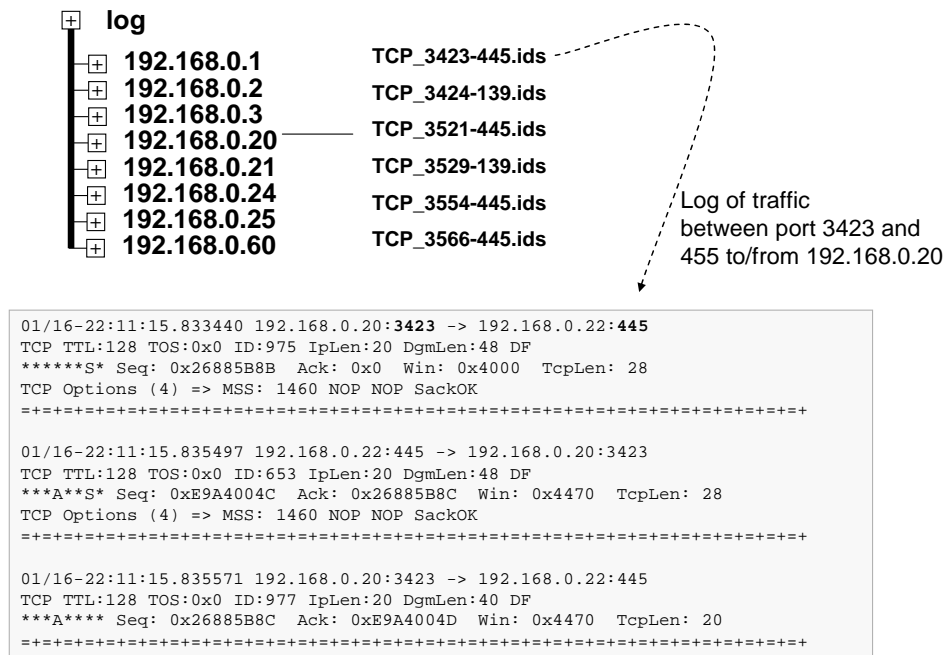 log
192.168.0.1
192.168.0.2
192.168.0.3
192.168.0.20
192.168.0.21
192.168.0.24
192.168.0.25
192.168.0.60
TCP_3423-445.ids
TCP_3424-139.ids
TCP_3521-445.ids
TCP_3529-139.ids
TCP_3554-445.ids
TCP_3566-445.ids
Log of traffic
between port 3423 and
455 to/from 192.168.0.20
01/16-22:11:15.833440 192.168.0.20:3423 -> 192.168.0.22:445
TCP TTL:128 TOS:0x0 ID:975 IpLen:20 DgmLen:48 DF
******S* Seq: 0x26885B8B  Ack: 0x0  Win: 0x4000  TcpLen: 28
TCP Options (4) => MSS: 1460 NOP NOP SackOK
=+=+=+=+=+=+=+=+=+=+=+=+=+=+=+=+=+=+=+=+=+=+=+=+=+=+=+=+=+=+=+=+=+=+=+=+=+
01/16-22:11:15.835497 192.168.0.22:445 -> 192.168.0.20:3423
TCP TTL:128 TOS:0x0 ID:653 IpLen:20 DgmLen:48 DF
***A**S* Seq: 0xE9A4004C  Ack: 0x26885B8C  Win: 0x4470  TcpLen: 28
TCP Options (4) => MSS: 1460 NOP NOP SackOK
=+=+=+=+=+=+=+=+=+=+=+=+=+=+=+=+=+=+=+=+=+=+=+=+=+=+=+=+=+=+=+=+=+=+=+=+=+
01/16-22:11:15.835571 192.168.0.20:3423 -> 192.168.0.22:445
TCP TTL:128 TOS:0x0 ID:977 IpLen:20 DgmLen:40 DF
***A**** Seq: 0x26885B8C  Ack: 0xE9A4004D  Win: 0x4470  TcpLen: 20
=+=+=+=+=+=+=+=+=+=+=+=+=+=+=+=+=+=+=+=+=+=+=+=+=+=+=+=+=+=+=+=+=+=+=+=+=+